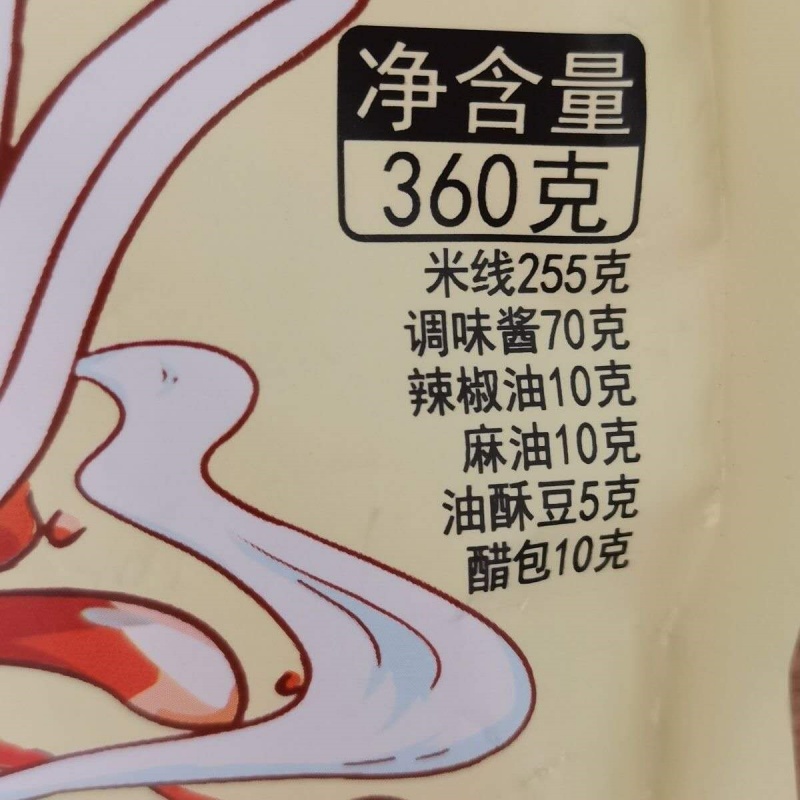 净含量
360克
米线255克
调味酱70克
辣椒油10克
麻油10克
油酥豆5克
醋包10克